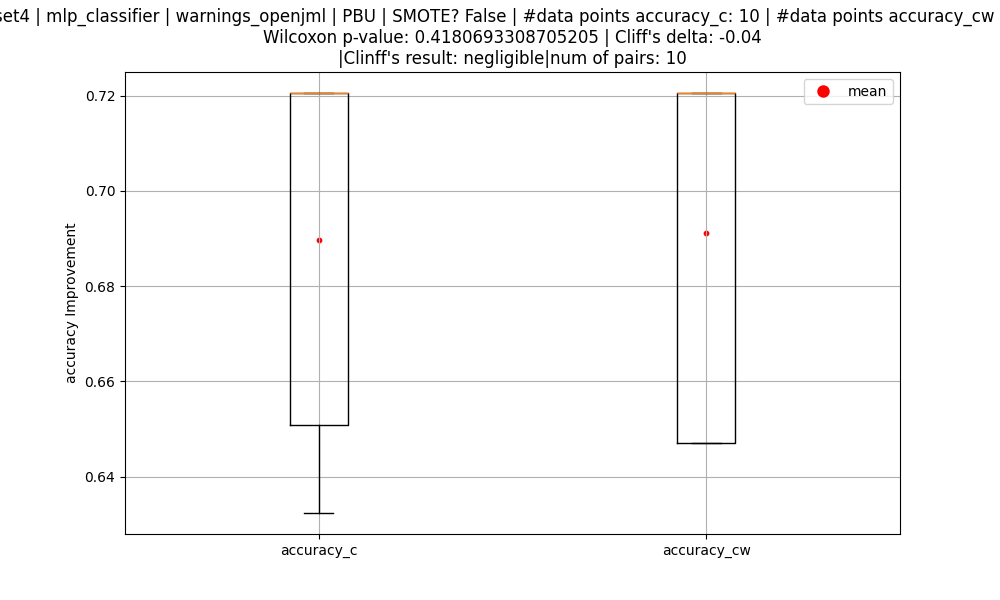 set4 | mlp_classifier | warnings_openjml | PBU | SMOTE? False | #data points accuracy_c: 10 | #data points accuracy_cw
Wilcoxon p-value: 0.4180693308705205 | Cliff's delta: -0.04
|Clinff's result: negligible|num of pairs: 10
mean
0.72
0.70
0.68
0.66
0.64
accuracy Improvement
accuracy_c
accuracy_cw